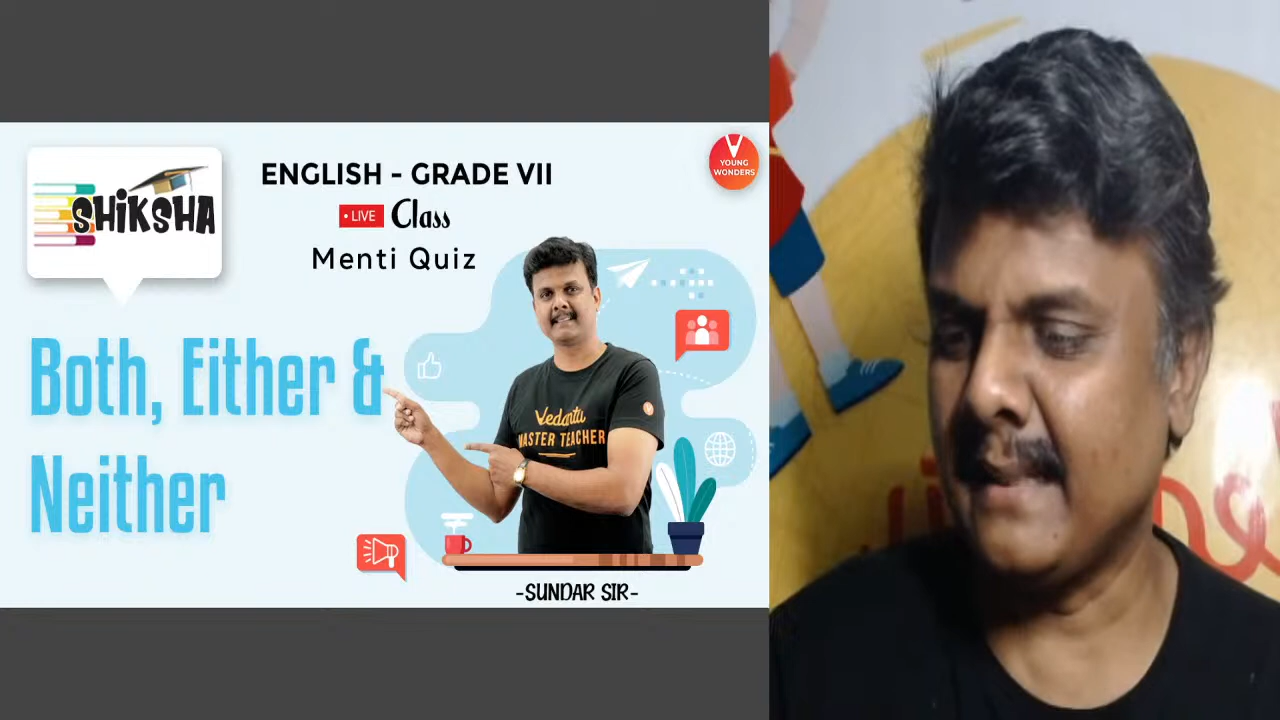 SHIKSHA
ENGLISH - GRADE VII
• LIVE Class
Menti Quiz
V
YOUNG
WONDERS
Both, Either &
Neither
Vedantu
MASTER TEACHER
-SUNDAR SIR-